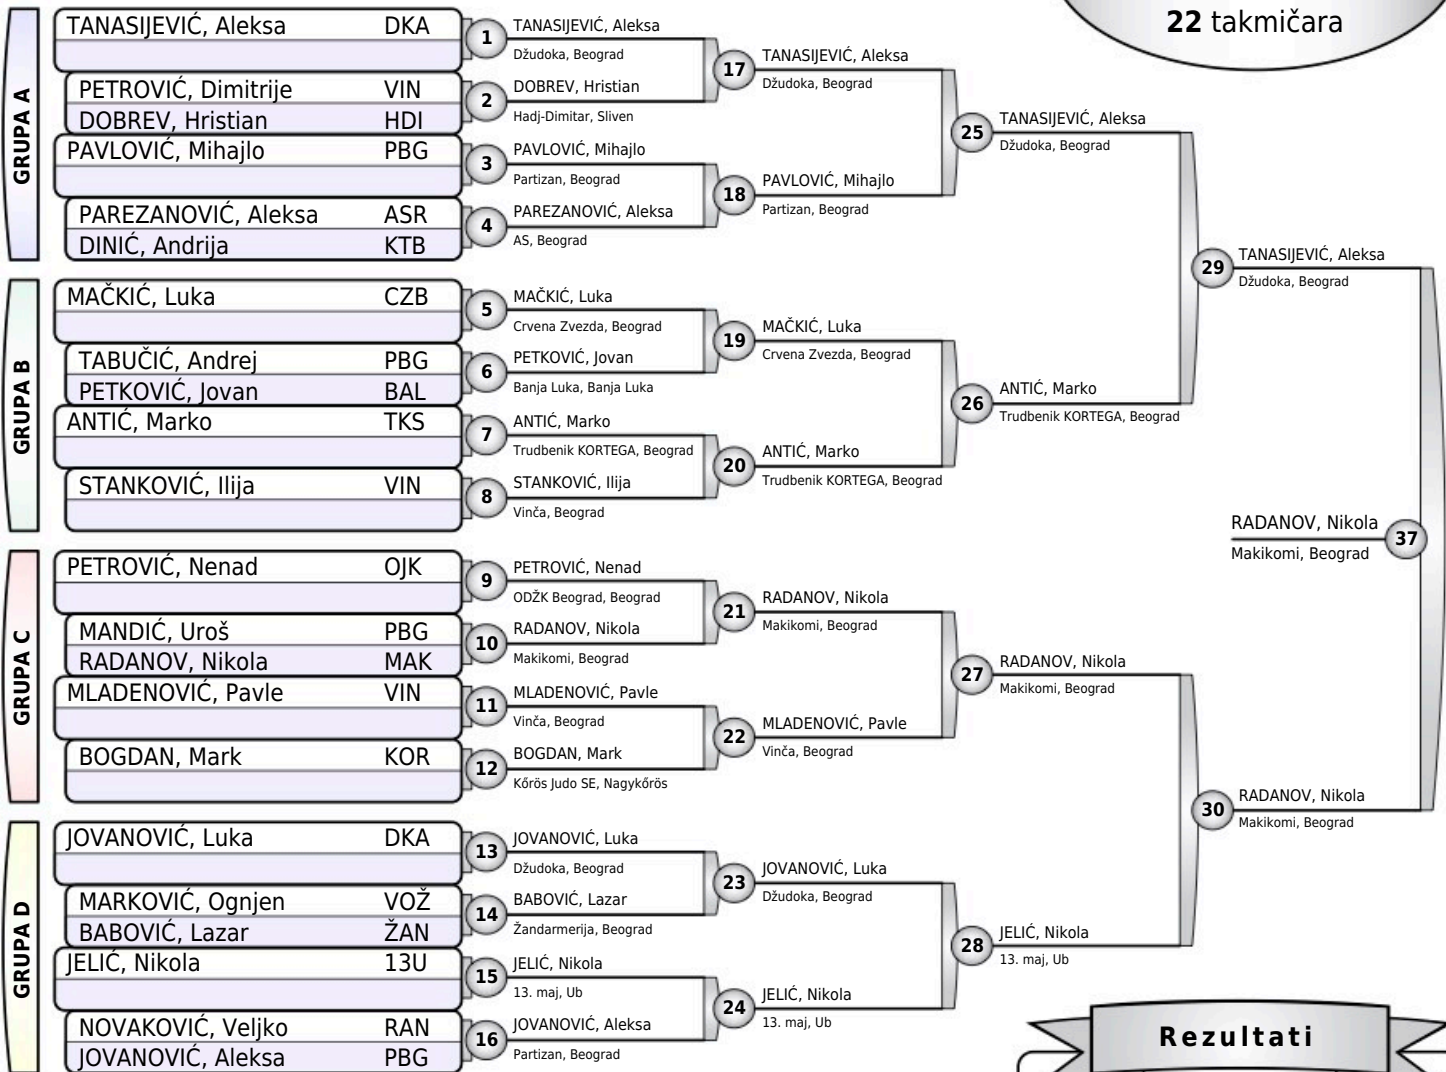 22 takmičara
GRUPA A
TANASIJEVIĆ, Aleksa DKA
PETROVIĆ, Dimitrije VIN
DOBREV, Hristian HDI
PAVLOVIĆ, Mihajlo PBG
PAREZANOVIĆ, Aleksa ASR
DINIĆ, Andrija KTB
GRUPA B
MAČKIĆ, Luka CZB
TABUČIĆ, Andrej PBG
PETKOVIĆ, Jovan BAL
ANTIĆ, Marko TKS
STANKOVIĆ, Ilija VIN
GRUPA C
PETROVIĆ, Nenad OJK
MANDIĆ, Uroš PBG
RADANOV, Nikola MAK
MLADENOVIĆ, Pavle VIN
BOGDAN, Mark KOR
GRUPA D
JOVANOVIĆ, Luka DKA
MARKOVIĆ, Ognjen VOŽ
BABOVIĆ, Lazar ŽAN
JELIĆ, Nikola 13U
NOVAKOVIĆ, Veljko RAN
JOVANOVIĆ, Aleksa PBG
1 TANASIJEVIĆ, Aleksa
Džudoka, Beograd
2 DOBREV, Hristian
Hadj-Dimitar, Sliven
3 PAVLOVIĆ, Mihajlo
Partizan, Beograd
4 PAREZANOVIĆ, Aleksa
AS, Beograd
5 MAČKIĆ, Luka
Crvena Zvezda, Beograd
6 PETKOVIĆ, Jovan
Banja Luka, Banja Luka
7 ANTIĆ, Marko
Trudbenik KORTEGA, Beograd
8 STANKOVIĆ, Ilija
Vinča, Beograd
9 PETROVIĆ, Nenad
ODŽK Beograd, Beograd
10 RADANOV, Nikola
Makikomi, Beograd
11 MLADENOVIĆ, Pavle
Vinča, Beograd
12 BOGDAN, Mark
Kőrös Judo SE, Nagykőrös
13 JOVANOVIĆ, Luka
Džudoka, Beograd
14 BABOVIĆ, Lazar
Žandarmerija, Beograd
15 JELIĆ, Nikola
13. maj, Ub
16 JOVANOVIĆ, Aleksa
Partizan, Beograd
17 TANASIJEVIĆ, Aleksa
Džudoka, Beograd
18 PAVLOVIĆ, Mihajlo
Partizan, Beograd
19 MAČKIĆ, Luka
Crvena Zvezda, Beograd
20 ANTIĆ, Marko
Trudbenik KORTEGA, Beograd
21 RADANOV, Nikola
Makikomi, Beograd
22 MLADENOVIĆ, Pavle
Vinča, Beograd
23 JOVANOVIĆ, Luka
Džudoka, Beograd
24 JELIĆ, Nikola
13. maj, Ub
25 TANASIJEVIĆ, Aleksa
Džudoka, Beograd
26 ANTIĆ, Marko
Trudbenik KORTEGA, Beograd
27 RADANOV, Nikola
Makikomi, Beograd
28 JELIĆ, Nikola
13. maj, Ub
29 TANASIJEVIĆ, Aleksa
Džudoka, Beograd
30 RADANOV, Nikola
Makikomi, Beograd
RADANOV, Nikola 37
Makikomi, Beograd
Rezultati